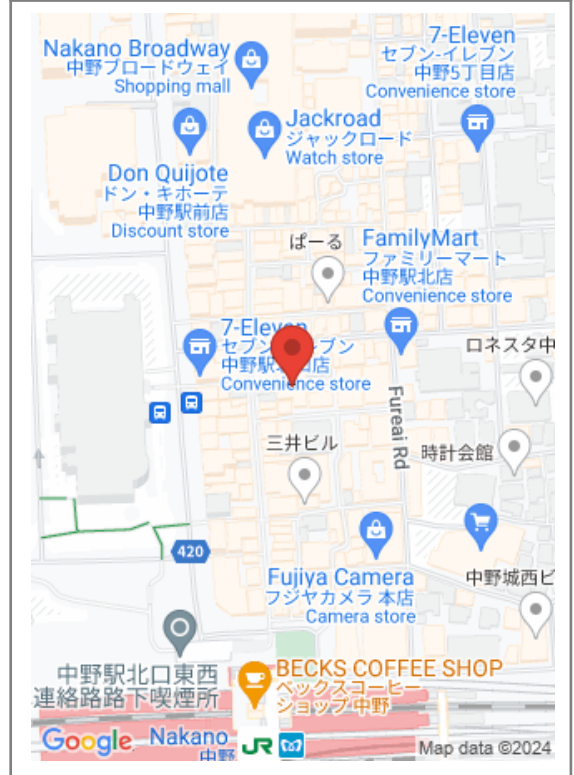 Nakano Broadway
中野ブロードウェイ
Shopping mall
7-Eleven
セブン-イレブン
中野5丁目店
Convenience store
Jackroad
ジャックロード
Watch store
Don Quijote
ドン・キホーテ
中野駅前店
Discount store
ぱーる
FamilyMart
ファミリーマート
中野駅北店
Convenience store
7-Eleven
セブン レブン
中野駅 口店
Convenience store
ロネスタ中
Fureai Rd
三井ビル
時計会館
420
Fujiya Camera
フジヤカメラ 本店
Camera store
中野城西ビ
中野駅北口東西
連絡路路下喫煙所
BECKS COFFEE SHOP
ベックスコーヒー
ショップ 中野
Google
Nakano
中野
JR
Map data ©2024